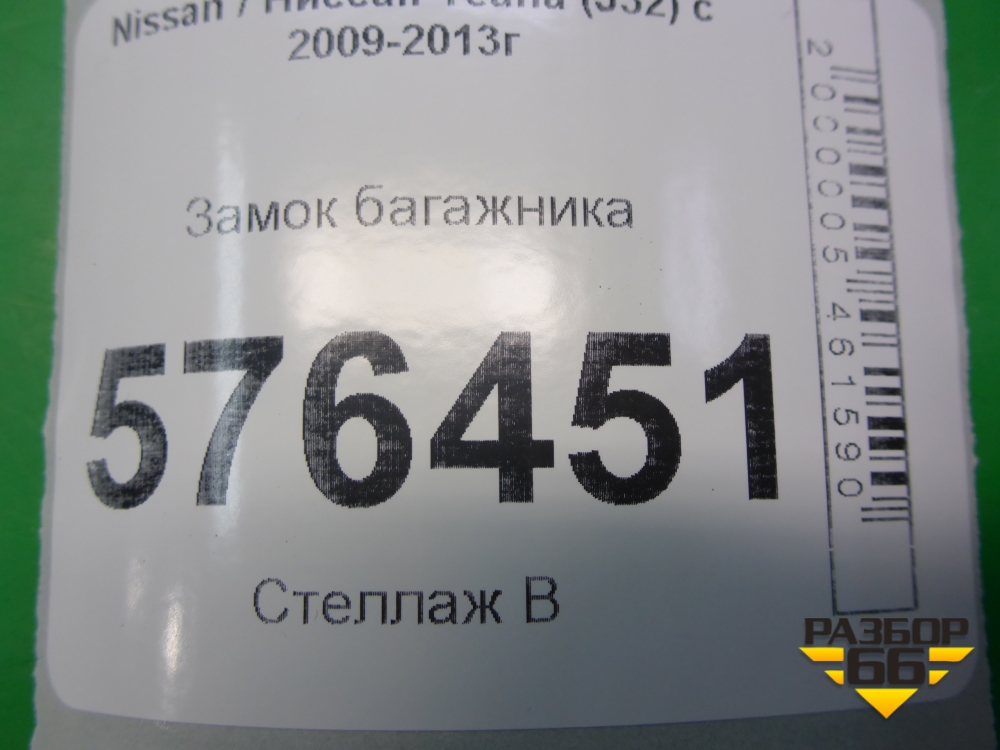 Nissan / Ниссан Teana (J32) с
2009-2013г
Замок багажника
576451
Стеллаж В
2000005461590
РАЗБОР
66